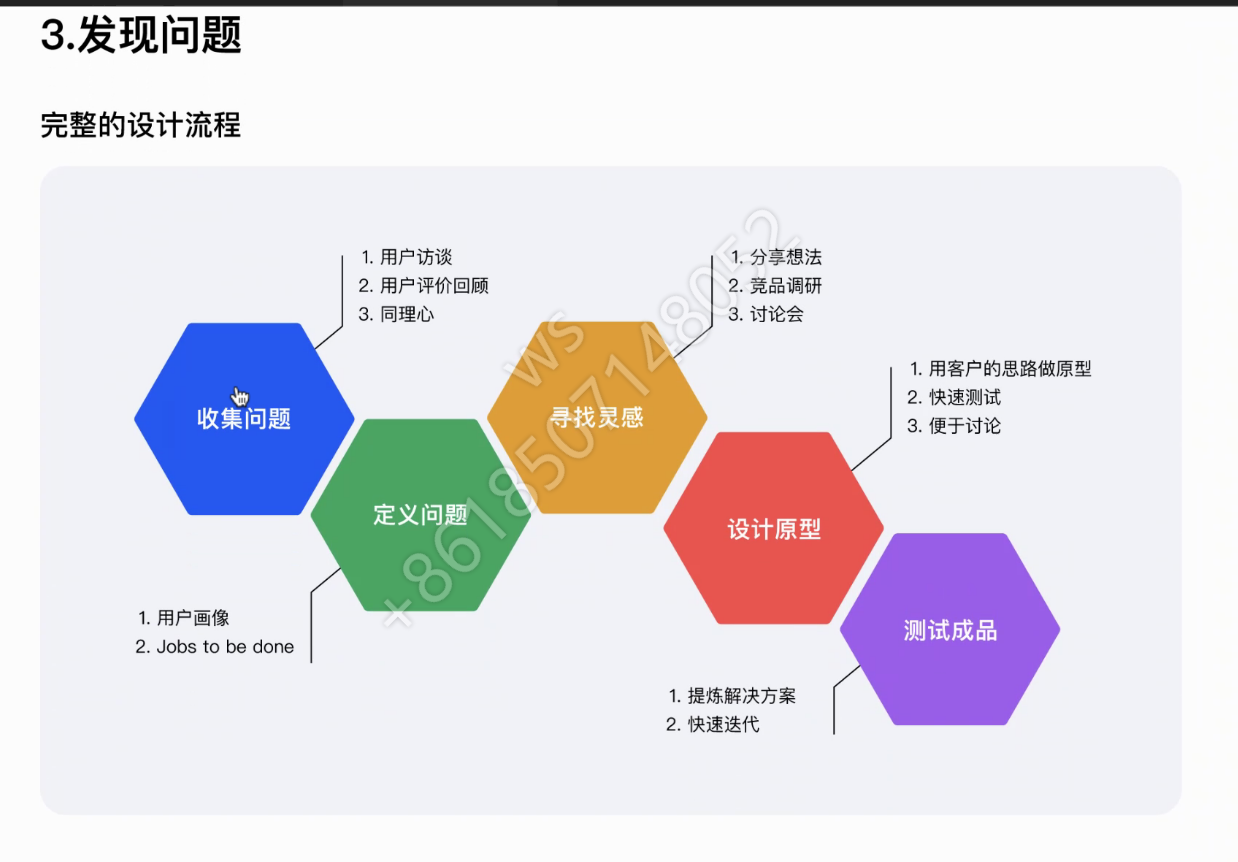 3.发现问题
完整的设计流程
1. 用户访谈
2. 用户评价回顾
3. 同理心
收集问题
定义问题
1. 用户画像
2. Jobs to be done
1. 分享想法
2. 竞品调研
3. 讨论会
寻找灵感
1. 用客户的思路做原型
2. 快速测试
3. 便于讨论
设计原型
测试成品
1. 提炼解决方案
2. 快速迭代
ws
+8618507148052